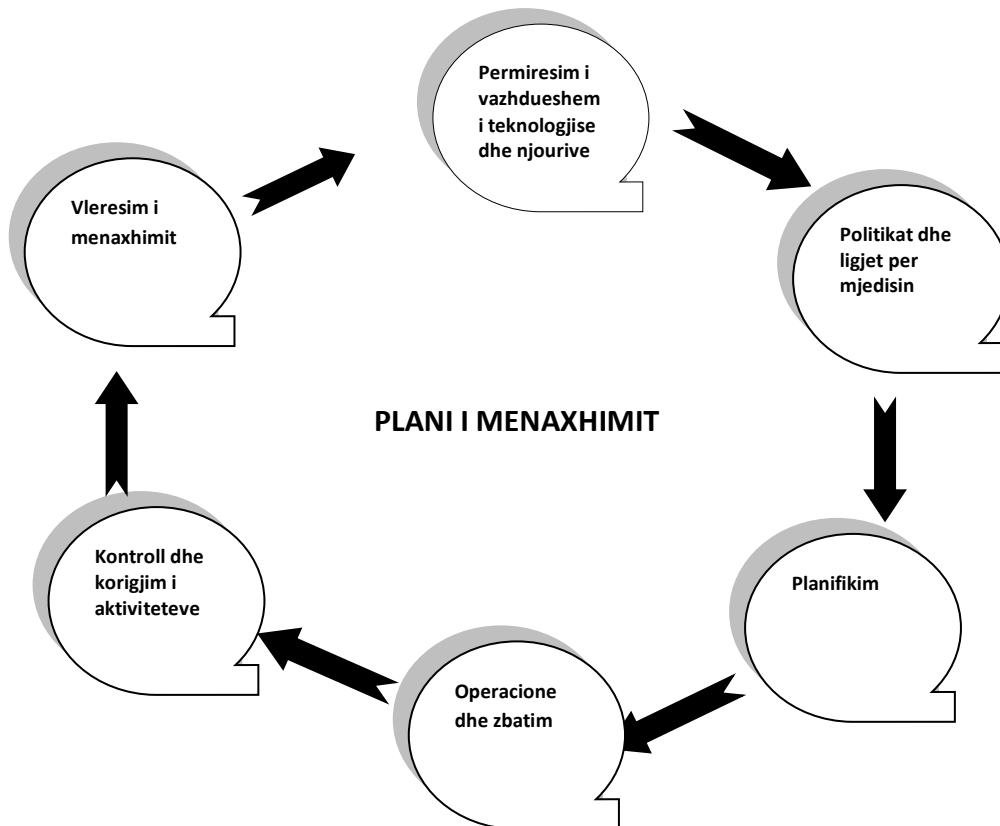 Permiresim i
vazhdueshem
i teknologjise
dhe njourive
Politikat dhe
ligjet per
mjedisin
Planifikim
Operacione
dhe zbatim
Kontroll dhe
korigjim i
aktiviteteve
Vleresim i
menaxhimit
PLANI I MENAXHIMIT